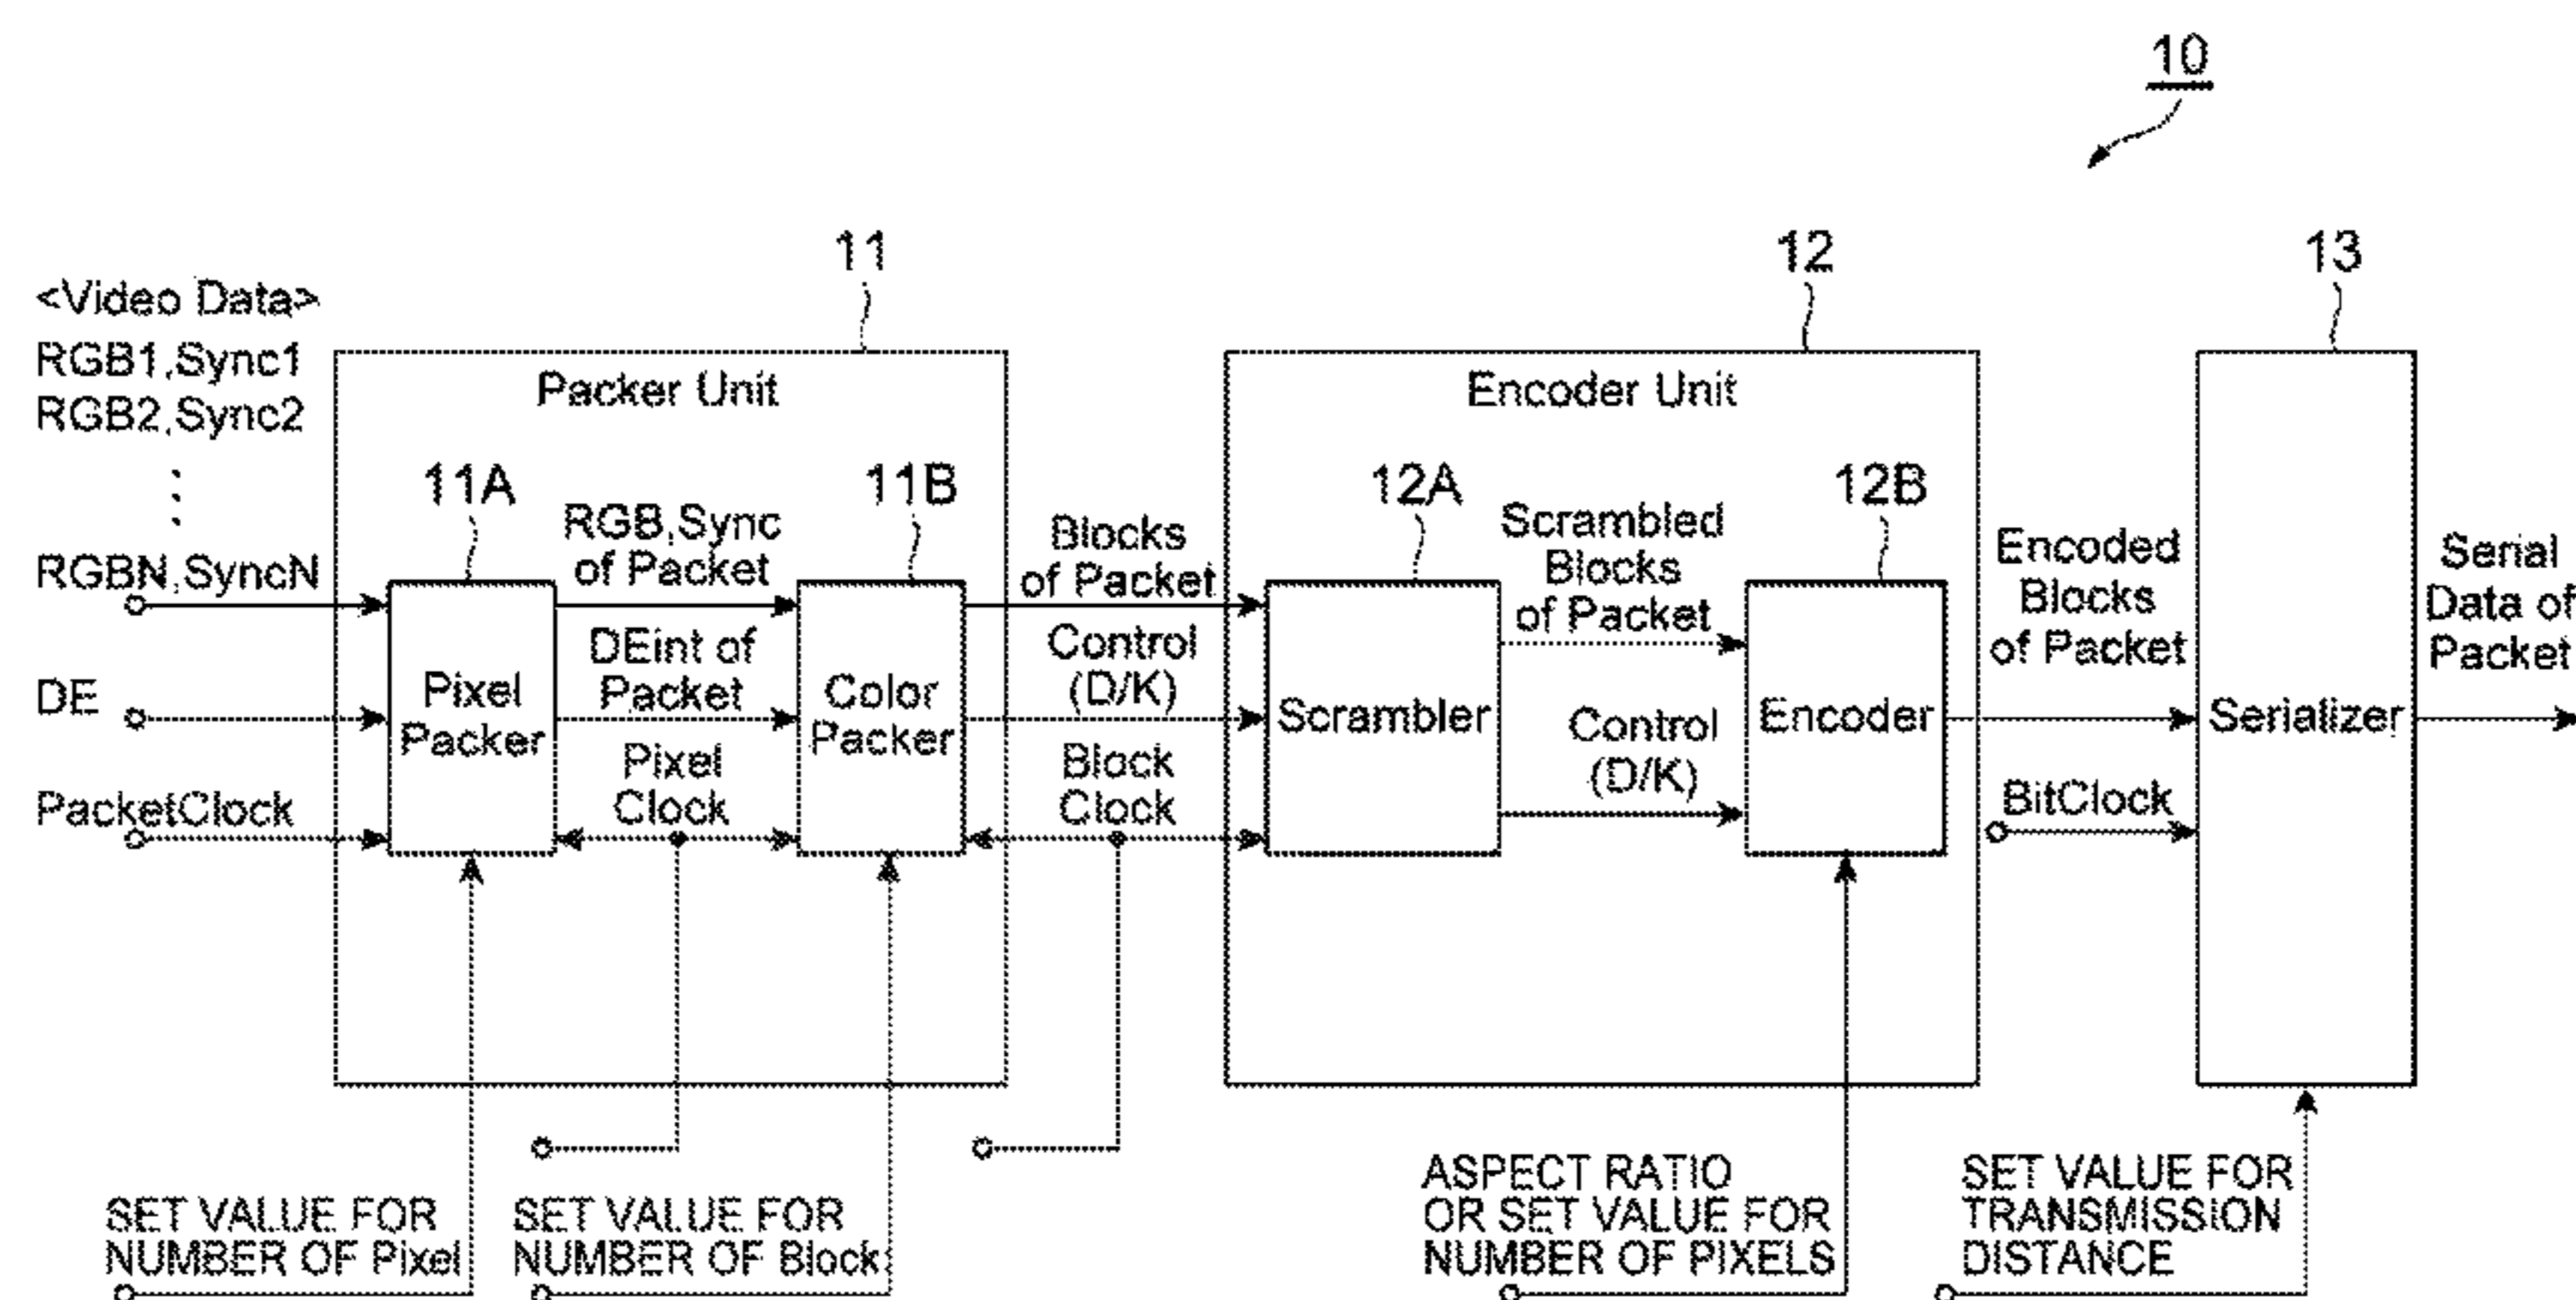 10
11
12
13
<Video Data>
RGB1,Sync1
RGB2,Sync2
RGBN,SyncN
DE
PacketClock
Packer Unit
11A
11B
RGB,Sync
of Packet
DEint of
Packet
Pixel
Clock
Pixel
Packer
Color
Packer
Blocks
of Packet
Control
(D/K)
Block
Clock
Encoder Unit
12A
12B
Scrambled
Blocks
of Packet
Control
(D/K)
Scrambler
Encoder
Encoded
Blocks
of Packet
BitClock
Serializer
Serial
Data of
Packet
SET VALUE FOR
NUMBER OF Pixel
SET VALUE FOR
NUMBER OF Block
ASPECT RATIO
OR SET VALUE FOR
NUMBER OF PIXELS
SET VALUE FOR
TRANSMISSION
DISTANCE